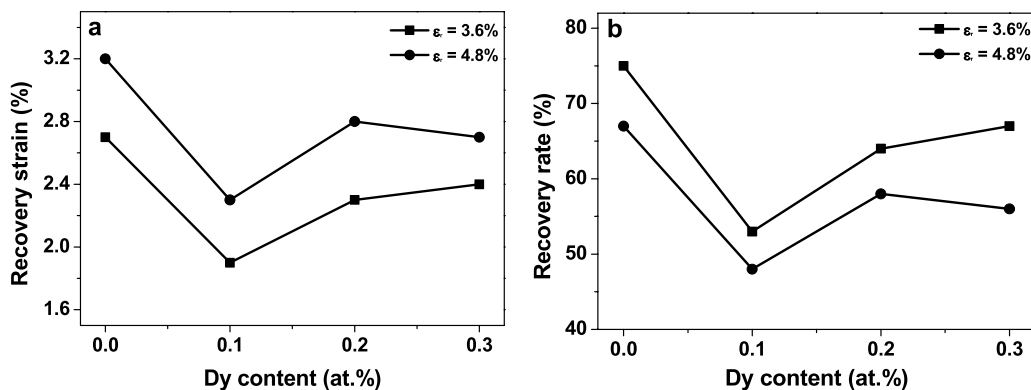 a
ε_r = 3.6%
ε_r = 4.8%
Recovery strain (%)
3.2
2.8
2.4
2.0
1.6
0.0 0.1 0.2 0.3
Dy content (at.%)
b
ε_r = 3.6%
ε_r = 4.8%
Recovery rate (%)
80
70
60
50
40
0.0 0.1 0.2 0.3
Dy content (at.%)